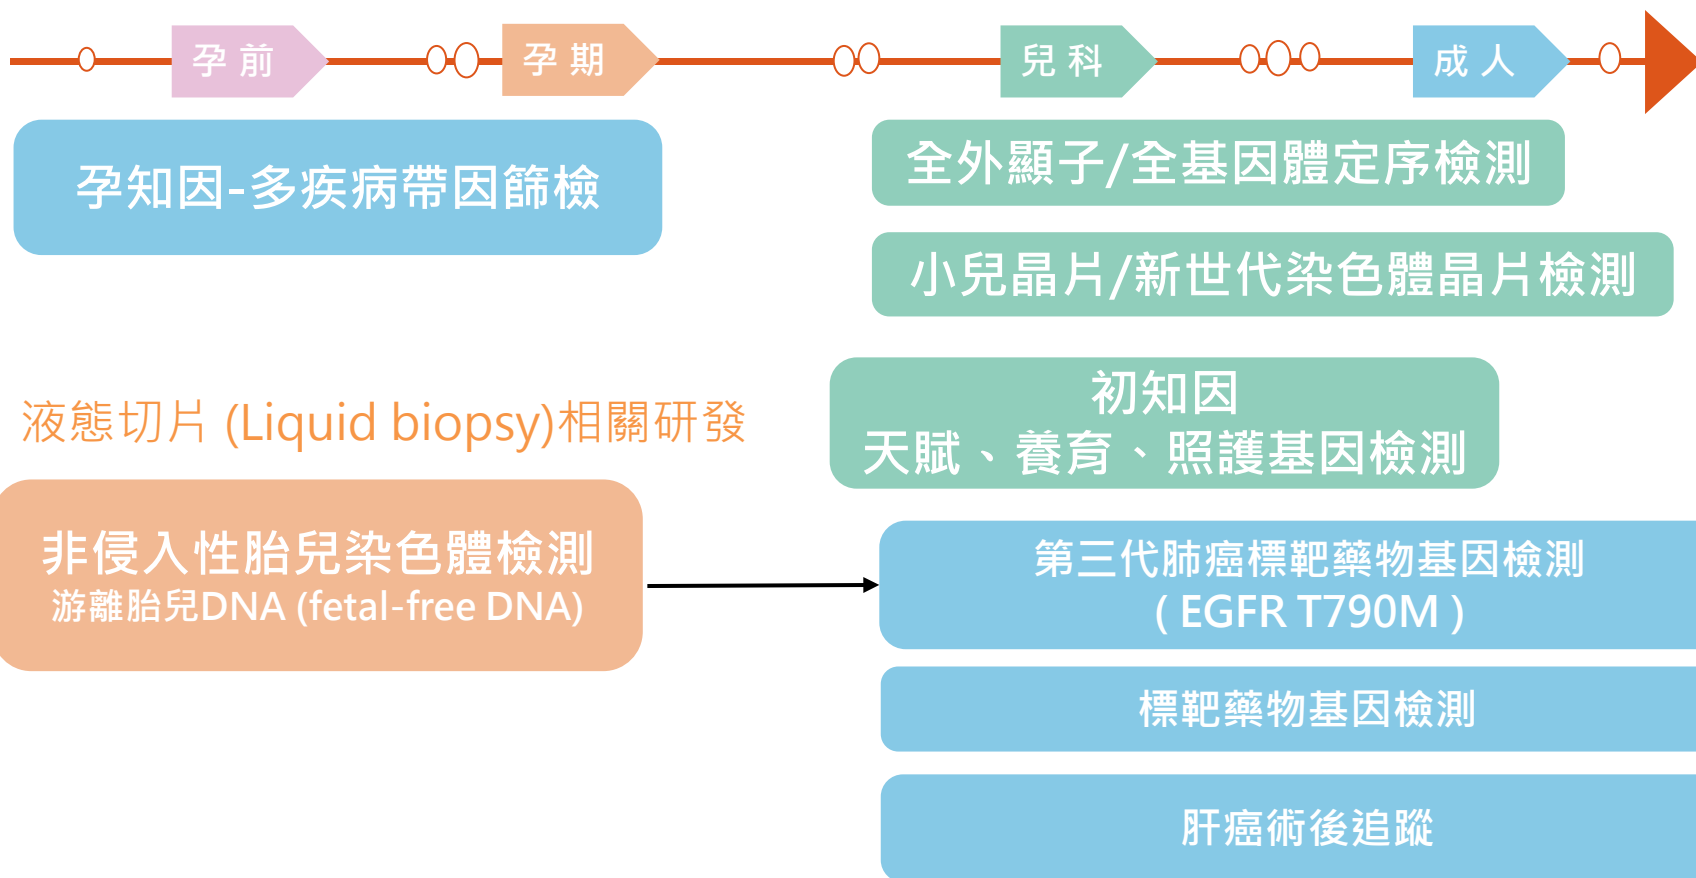 孕前
孕期
兒科
成人
孕知因-多疾病帶因篩檢
全外顯子/全基因體定序檢測
小兒晶片/新世代染色體晶片檢測
初知因
天賦、養育、照護基因檢測
液態切片 (Liquid biopsy)相關研發
非侵入性胎兒染色體檢測
游離胎兒DNA (fetal-free DNA)
第三代肺癌標靶藥物基因檢測
( EGFR T790M )
標靶藥物基因檢測
肝癌術後追蹤